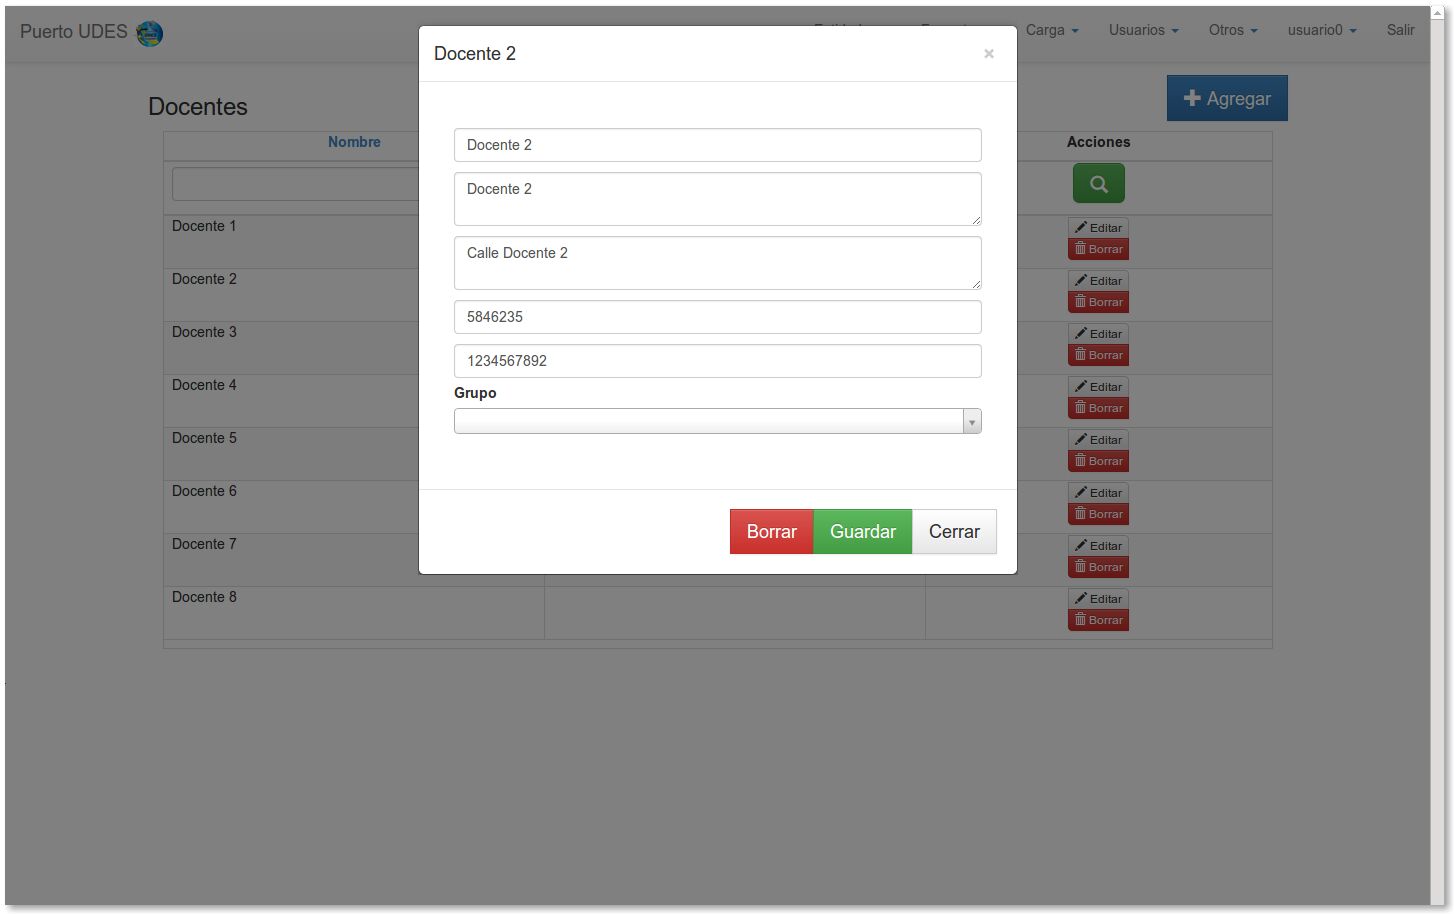 Puerto UDES
Carga
Usuarios
Otros
usuario0
Salir
Docente 2
×
Docentes
Agregar
Nombre
Acciones
Docente 2
Docente 2
Calle Docente 2
5846235
1234567892
Grupo
Borrar
Guardar
Cerrar
Docente 1
Editar
Borrar
Docente 2
Editar
Borrar
Docente 3
Editar
Borrar
Docente 4
Editar
Borrar
Docente 5
Editar
Borrar
Docente 6
Editar
Borrar
Docente 7
Editar
Borrar
Docente 8
Editar
Borrar